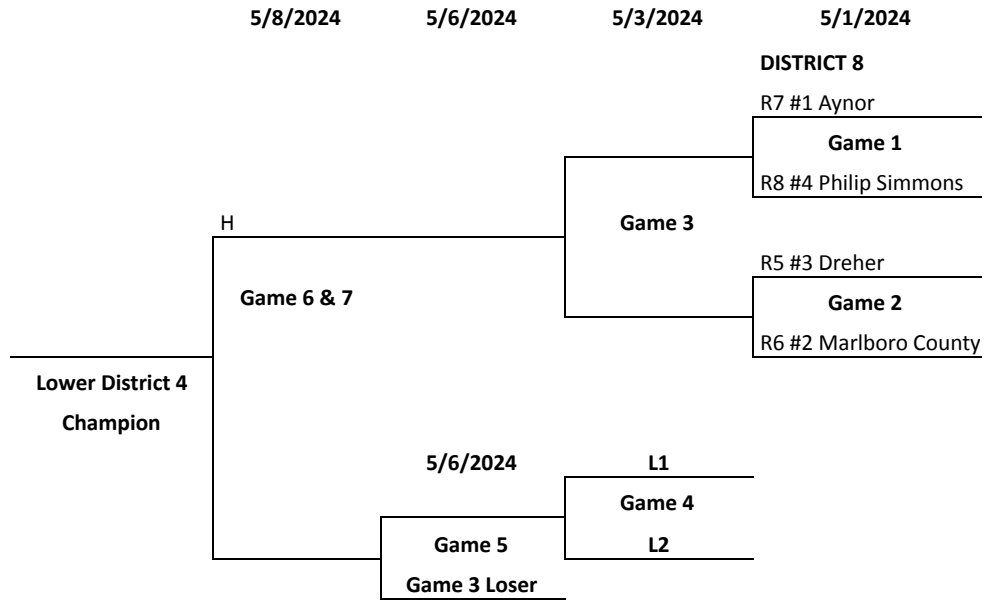 5/8/2024 5/6/2024 5/3/2024 5/1/2024
DISTRICT 8
R7 #1 Aynor
Game 1
R8 #4 Philip Simmons
H
Game 3
R5 #3 Dreher
Game 6 & 7
Game 2
R6 #2 Marlboro County
Lower District 4
Champion
5/6/2024 L1
Game 4
Game 5 L2
Game 3 Loser